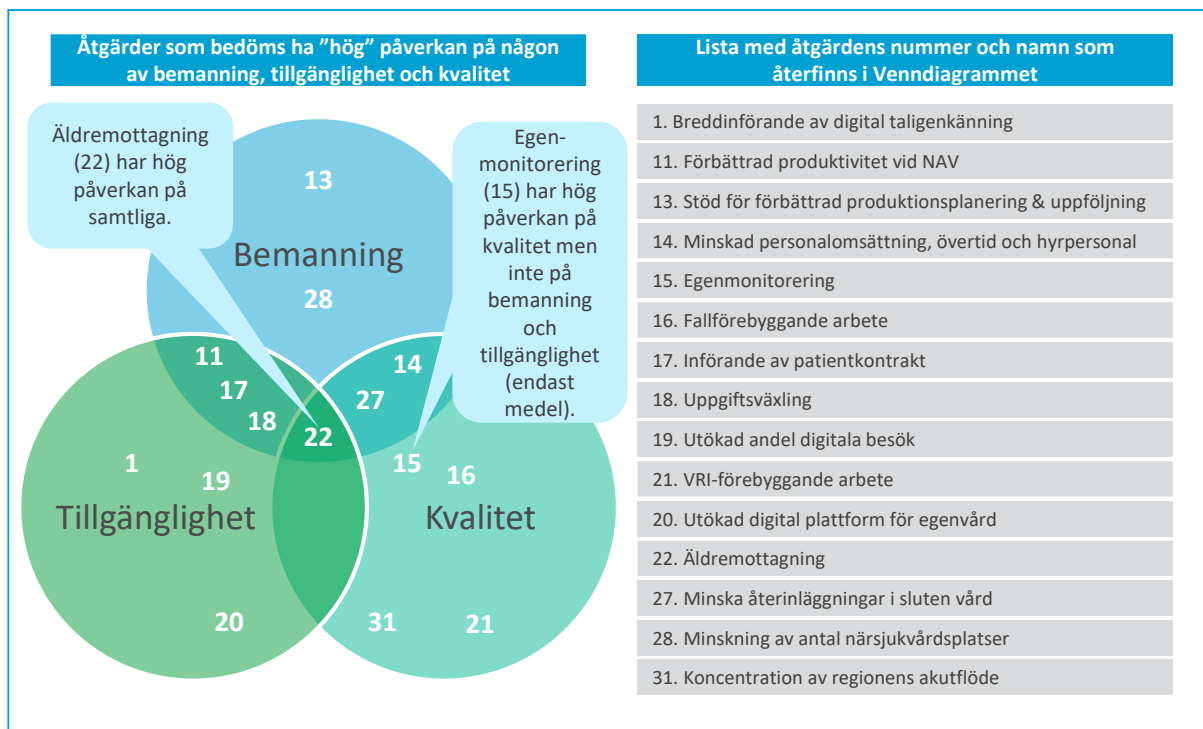 Åtgärder som bedöms ha ”hög” påverkan på någon
av bemanning, tillgänglighet och kvalitet
Äldremottagning
(22) har hög
påverkan på
samtliga.
Egen-
monitorering
(15) har hög
påverkan på
kvalitet men
inte på
bemanning
och
tillgänglighet
(endast
medel).
13
Bemanning
28
11
17
18
14
27
22
1
19
15
16
Tillgänglighet
Kvalitet
20
31
21
Lista med åtgärdens nummer och namn som
återfinns i Venndiagrammet
1. Breddinförande av digital taligenkänning
11. Förbättrad produktivitet vid NAV
13. Stöd för förbättrad produktionsplanering & uppföljning
14. Minskad personalomsättning, övertid och hyrpersonal
15. Egenmonitorering
16. Fallförebyggande arbete
17. Införande av patientkontrakt
18. Uppgiftsväxling
19. Utökad andel digitala besök
21. VRI-förebyggande arbete
20. Utökad digital plattform för egenvård
22. Äldremottagning
27. Minska återinläggningar i sluten vård
28. Minskning av antal närsjukvårdsplatser
31. Koncentration av regionens akutflöde